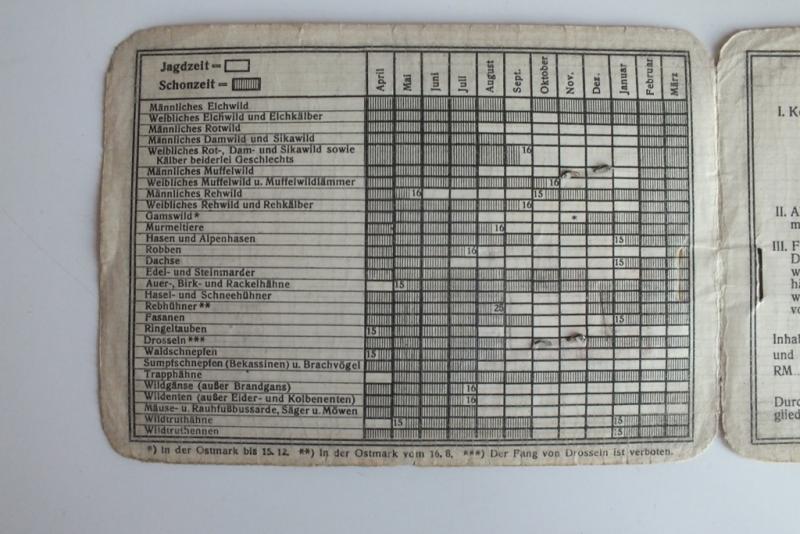 Jagdzeit =
Schonzeit =
April Mai Juni Juli August Sept. Oktober Nov. Dez. Januar Februar März
Männliches Elchwild
Weibliches Elchwild und Elchkälber
Männliches Rotwild
Männliches Damwild und Sikawild
Weibliches Rot-, Dam- und Sikawild sowie 16
Kälber beiderlei Geschlechts
Männliches Muffelwild
Weibliches Muffelwild u. Muffelwildlämmer 16
Männliches Rehwild 16 15
Weibliches Rehwild und Rehkälber 16
Gamswild* *
Murmeltiere 16
Hasen und Alpenhasen 15
Robben 16
Dachse 15
Edel- und Steinmarder
Auer-, Birk- und Rackelhähne 15
Hasel- und Schneehühner
Rebhühner** 25
Fasanen 15
Ringeltauben 15
Drosseln***
Waldschnepfen 15
Sumpfschnepfen (Bekassinen) u. Brachvögel
Trapphähne
Wildgänse (außer Brandgans) 16
Wildenten (außer Eider- und Kolbenenten) 16
Mäuse- u. Rauhfußbussarde, Säger u. Möwen
Wildtruthähne 15 15
Wildtruthennen 15
*) In der Ostmark bis 15. 12. **) In der Ostmark vom 16. 8. ***) Der Fang von Drosseln ist verboten.
I.
II.
III.
RM